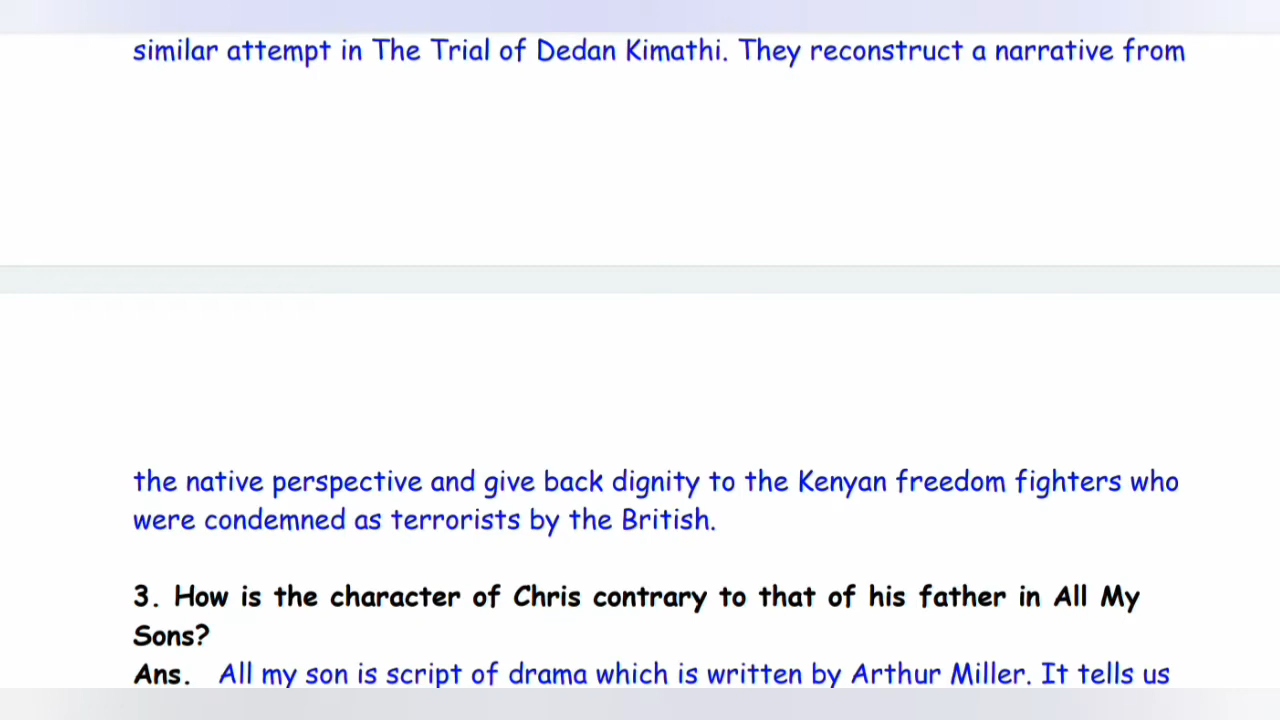 similar attempt in The Trial of Dedan Kimathi. They reconstruct a narrative from
the native perspective and give back dignity to the Kenyan freedom fighters who
were condemned as terrorists by the British.
3. How is the character of Chris contrary to that of his father in All My
Sons?
Ans. All my son is script of drama which is written by Arthur Miller. It tells us